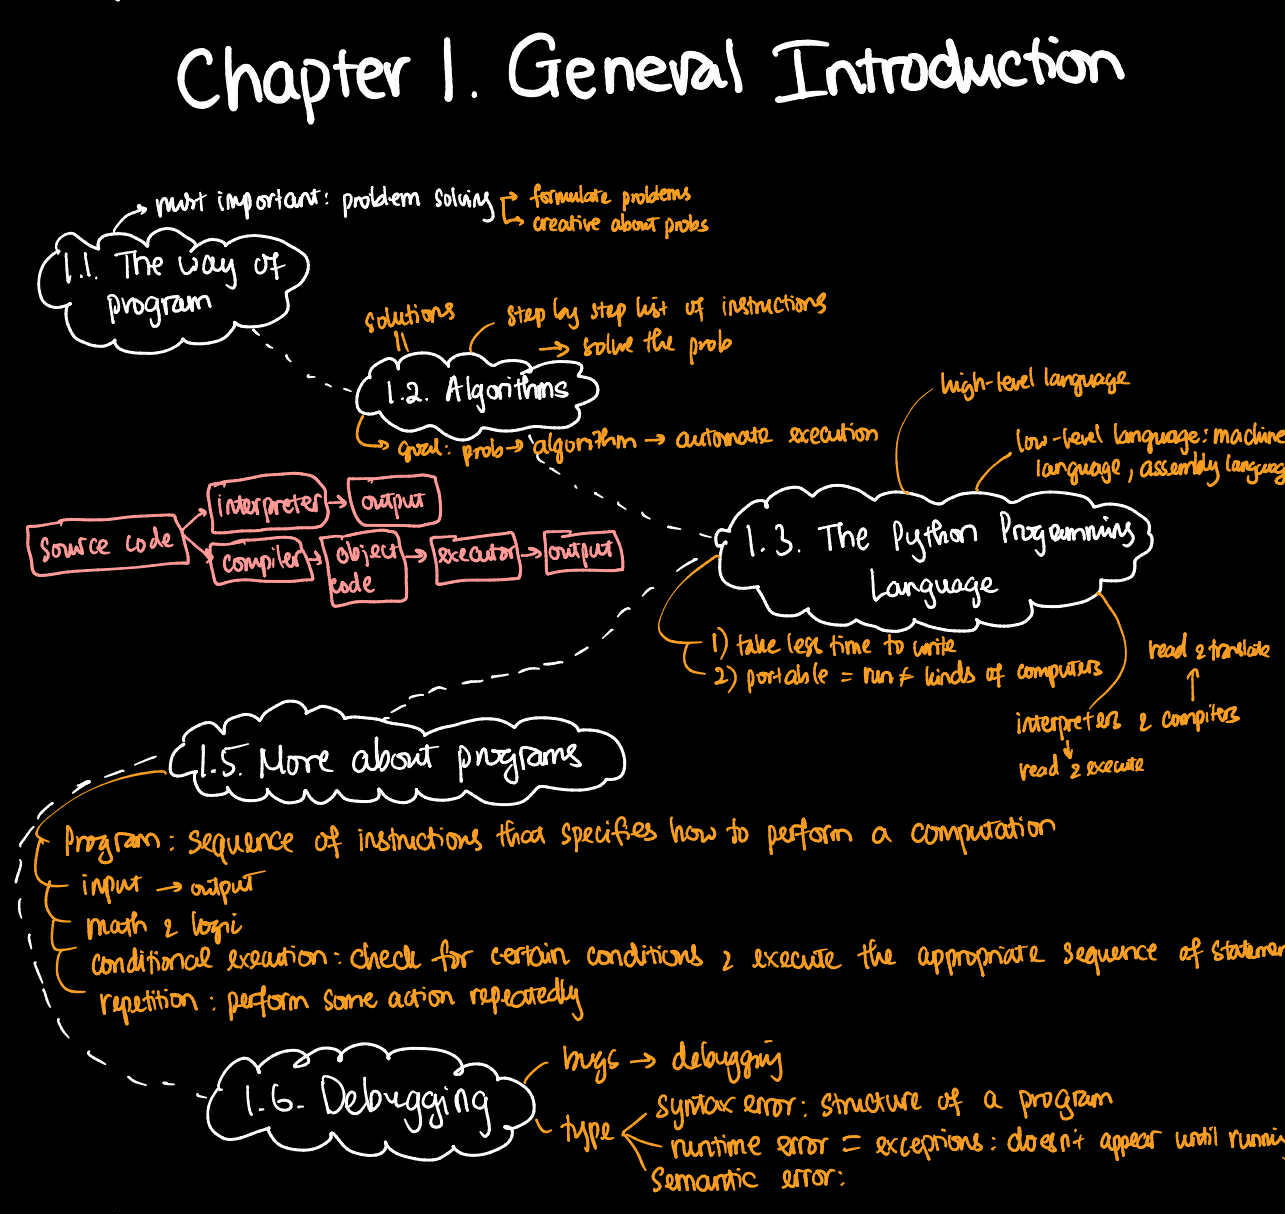 Chapter 1. General Introduction
most important: problem solving
formulate problems
creative about probs
1.1. The way of
program
solutions
step by step list of instructions
→ solve the prob
1.2. Algorithms
goal: prob → algorithm → automate execution
high-level language
low-level language: machine
language, assembly languag
interpreter → output
source code
compiler → object code → executor → output
1.3. The Python Programming
Language
1) take less time to write
2) portable = run ≠ kinds of computers
read & translate
interpreters & compilers
read & execute
1.5. More about programs
Program: sequence of instructions that specifies how to perform a computation
input → output
math & logic
conditional execution: check for certain conditions & execute the appropriate sequence of statemen
repetition: perform some action repeatedly
1.6. Debugging
bugs → debugging
type
syntax error: structure of a program
runtime error = exceptions: doesn't appear until runnin
Semantic error: